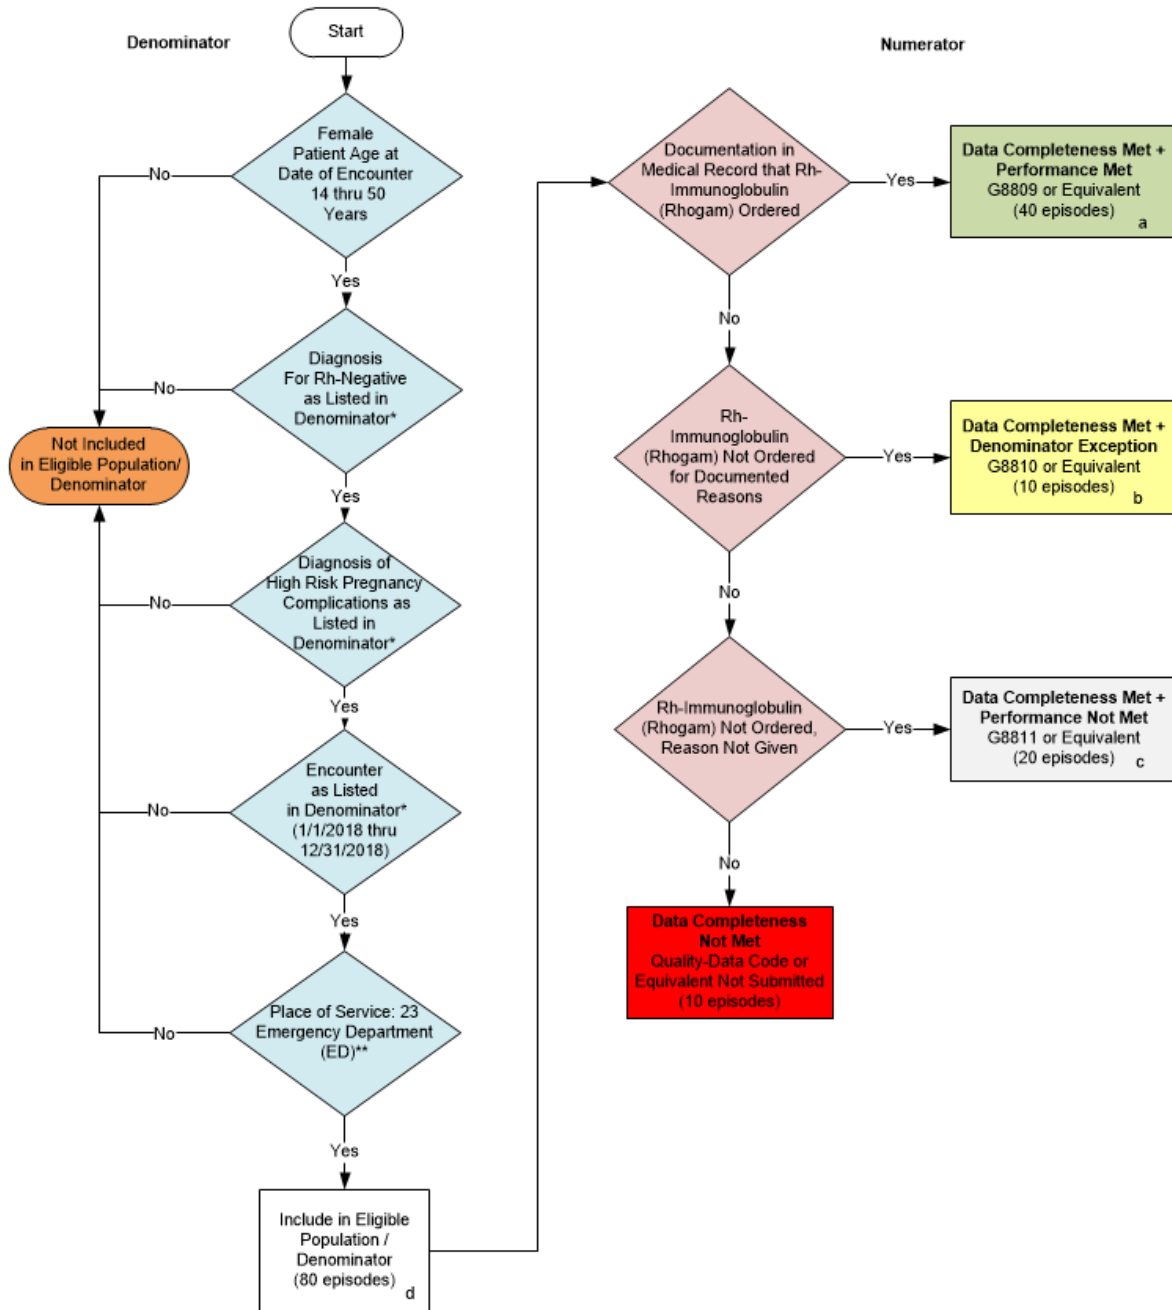 Denominator
Start
Numerator
Female
Patient Age at
Date of Encounter
14 thru 50
Years
No
Yes
Diagnosis
For Rh-Negative
as Listed in
Denominator*
No
Not Included
in Eligible Population/
Denominator
Yes
Diagnosis of
High Risk Pregnancy
Complications as
Listed in
Denominator*
No
Yes
Encounter
as Listed
in Denominator*
(1/1/2018 thru
12/31/2018)
No
Yes
Place of Service: 23
Emergency Department
(ED)**
No
Yes
Include in Eligible
Population /
Denominator
(80 episodes)
d
Documentation in
Medical Record that Rh-
Immunoglobulin
(Rhogam) Ordered
Yes
Data Completeness Met +
Performance Met
G8809 or Equivalent
(40 episodes)
a
No
Rh-
Immunoglobulin
(Rhogam) Not Ordered
for Documented
Reasons
Yes
Data Completeness Met +
Denominator Exception
G8810 or Equivalent
(10 episodes)
b
No
Rh-Immunoglobulin
(Rhogam) Not Ordered,
Reason Not Given
Yes
Data Completeness Met +
Performance Not Met
G8811 or Equivalent
(20 episodes)
c
No
Data Completeness
Not Met
Quality-Data Code or
Equivalent Not Submitted
(10 episodes)